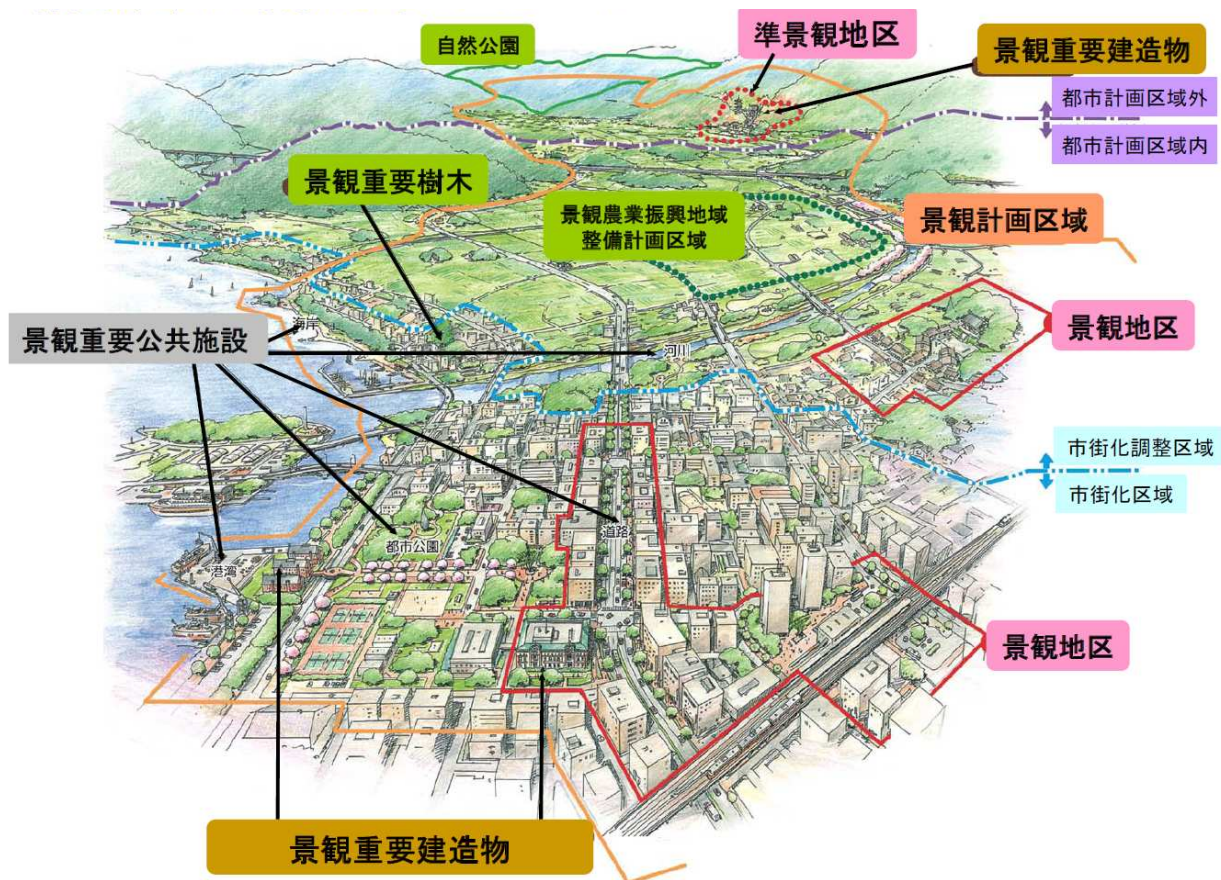 自然公園
準景観地区
景観重要建造物
都市計画区域外
都市計画区域内
景観重要樹木
景観農業振興地域
整備計画区域
景観計画区域
景観重要公共施設
海岸
河川
景観地区
市街化調整区域
市街化区域
道路
都市公園
港湾
景観地区
景観重要建造物